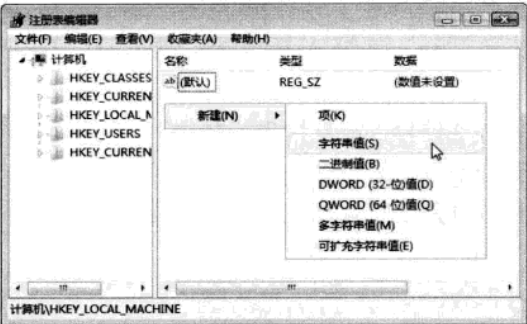 注册表编辑器
文件(F) 编辑(E) 查看(V) 收藏夹(A) 帮助(H)
计算机
HKEY_CLASSES
HKEY_CURREN
HKEY_LOCAL_M
HKEY_USERS
HKEY_CURREN
名称 类型 数据
ab (默认) REG_SZ (数值未设置)
新建(N)
项(K)
字符串值(S)
二进制值(B)
DWORD (32-位)值(D)
QWORD (64 位)值(Q)
多字符串值(M)
可扩充字符串值(E)
计算机\HKEY_LOCAL_MACHINE